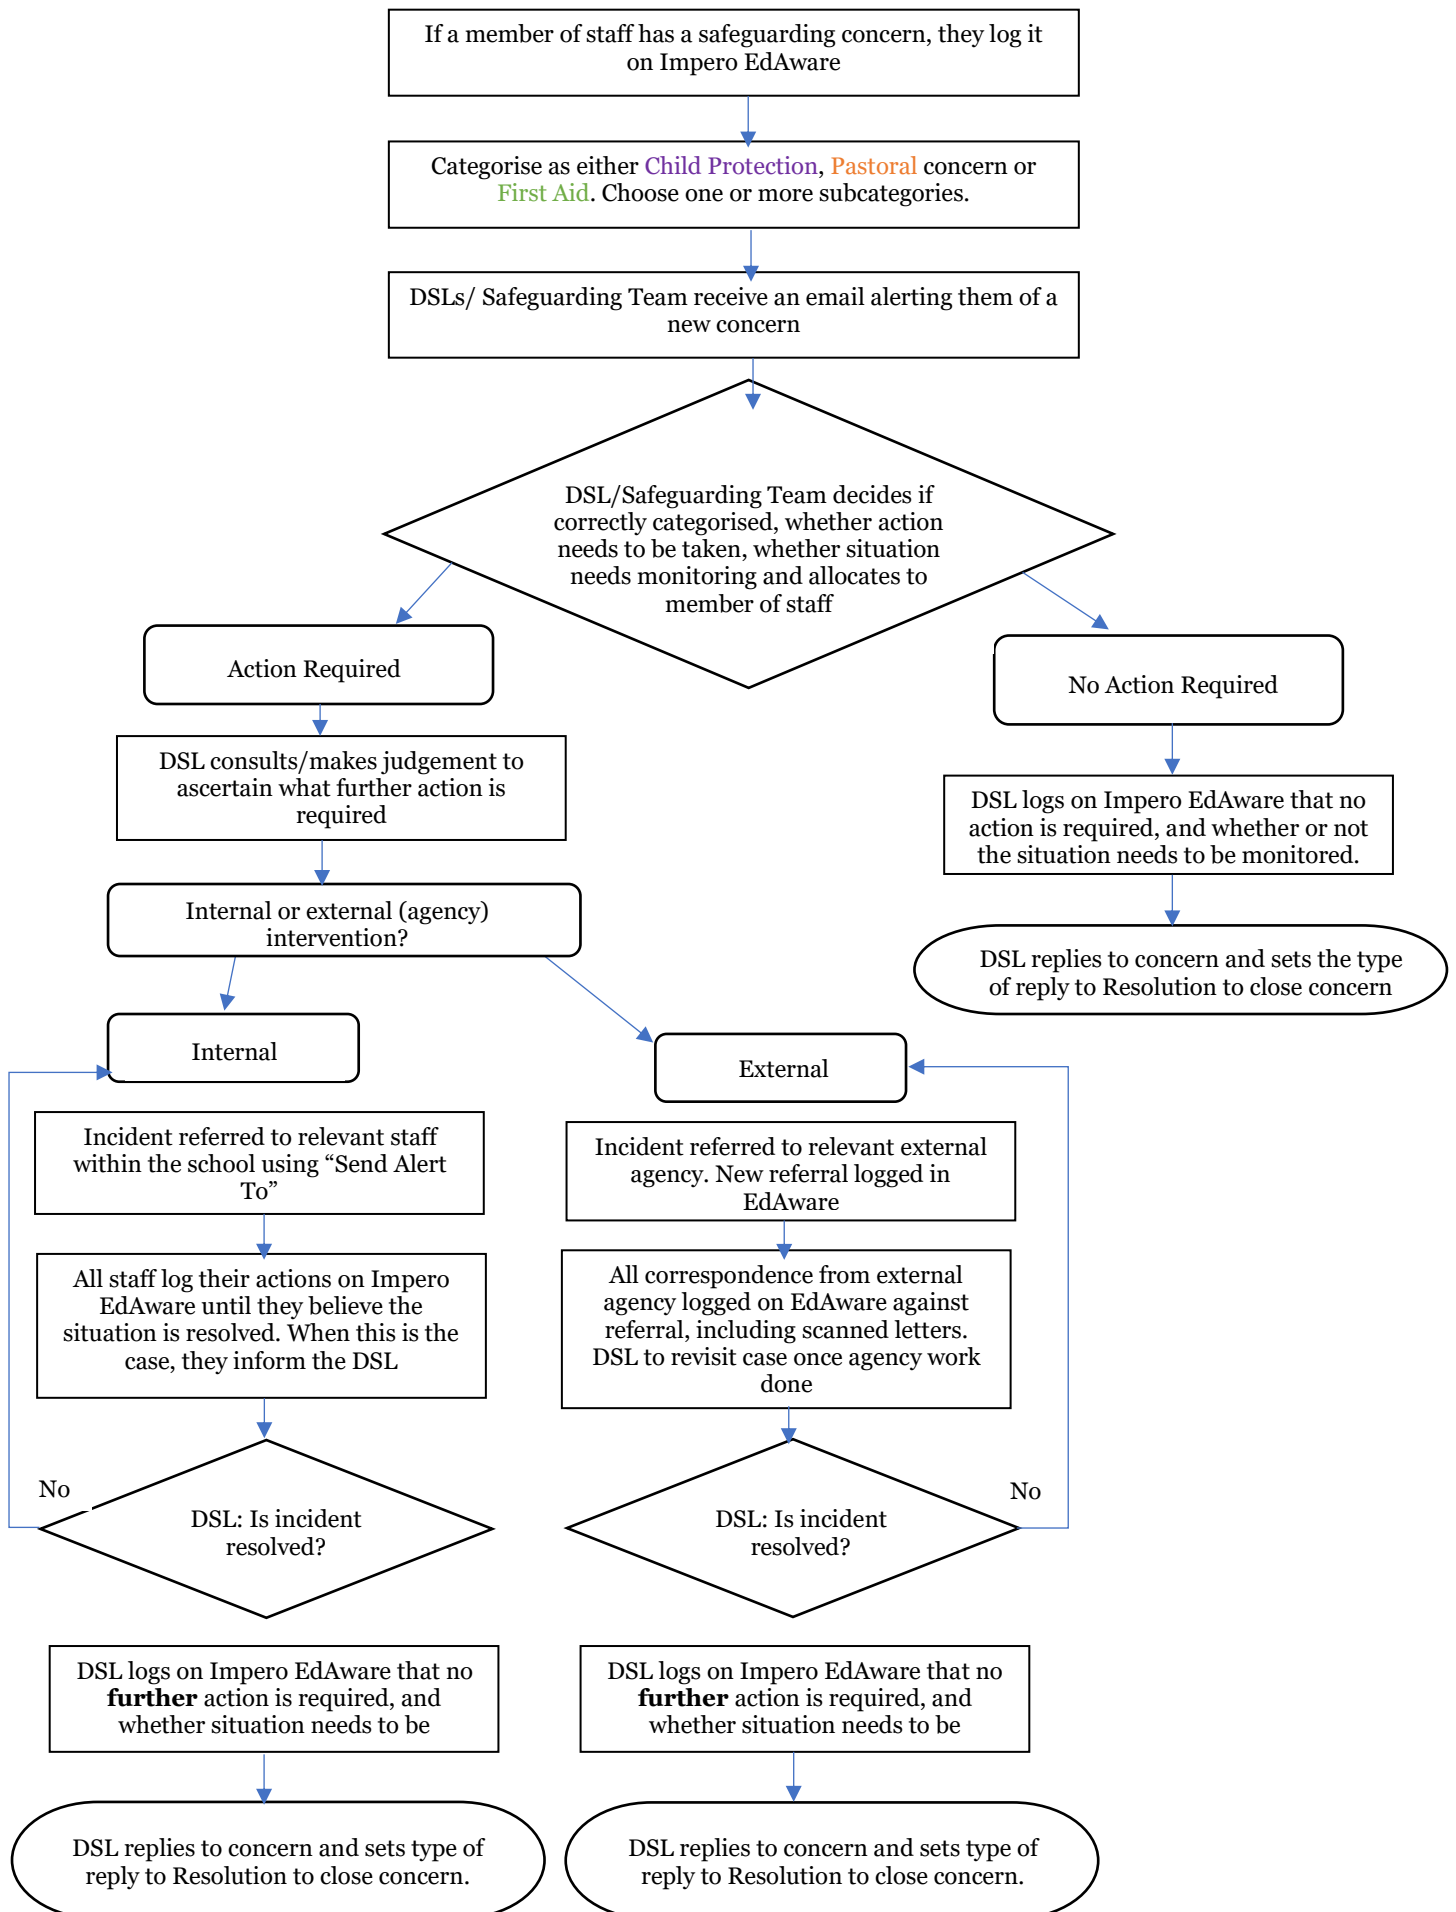 If a member of staff has a safeguarding concern, they log it
on Impero EdAware
Categorise as either Child Protection, Pastoral concern or
First Aid. Choose one or more subcategories.
DSLs/ Safeguarding Team receive an email alerting them of a
new concern
DSL/Safeguarding Team decides if
correctly categorised, whether action
needs to be taken, whether situation
needs monitoring and allocates to
member of staff
Action Required
No Action Required
DSL consults/makes judgement to
ascertain what further action is
required
DSL logs on Impero EdAware that no
action is required, and whether or not
the situation needs to be monitored.
Internal or external (agency)
intervention?
DSL replies to concern and sets the type
of reply to Resolution to close concern
Internal
External
Incident referred to relevant staff
within the school using “Send Alert
To”
Incident referred to relevant external
agency. New referral logged in
EdAware
All staff log their actions on Impero
EdAware until they believe the
situation is resolved. When this is the
case, they inform the DSL
All correspondence from external
agency logged on EdAware against
referral, including scanned letters.
DSL to revisit case once agency work
done
No
DSL: Is incident
resolved?
No
DSL: Is incident
resolved?
DSL logs on Impero EdAware that no
further action is required, and
whether situation needs to be
DSL logs on Impero EdAware that no
further action is required, and
whether situation needs to be
DSL replies to concern and sets type of
reply to Resolution to close concern.
DSL replies to concern and sets type of
reply to Resolution to close concern.